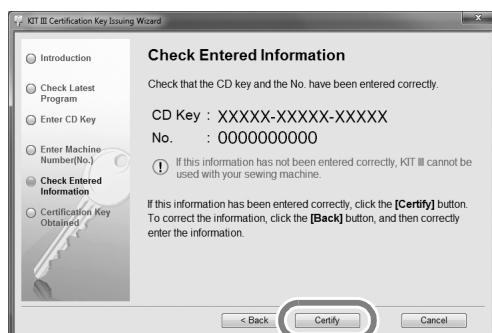 KIT III Certification Key Issuing Wizard
Introduction
Check Latest
Program
Enter CD Key
Enter Machine
Number(No.)
Check Entered
Information
Certification Key
Obtained
Check Entered Information
Check that the CD key and the No. have been entered correctly.
CD Key : XXXXX-XXXXX-XXXXX
No. : 0000000000
If this information has not been entered correctly, KIT III cannot be
used with your sewing machine.
If this information has been entered correctly, click the [Certify] button.
To correct the information, click the [Back] button, and then correctly
enter the information.
< Back
Certify
Cancel